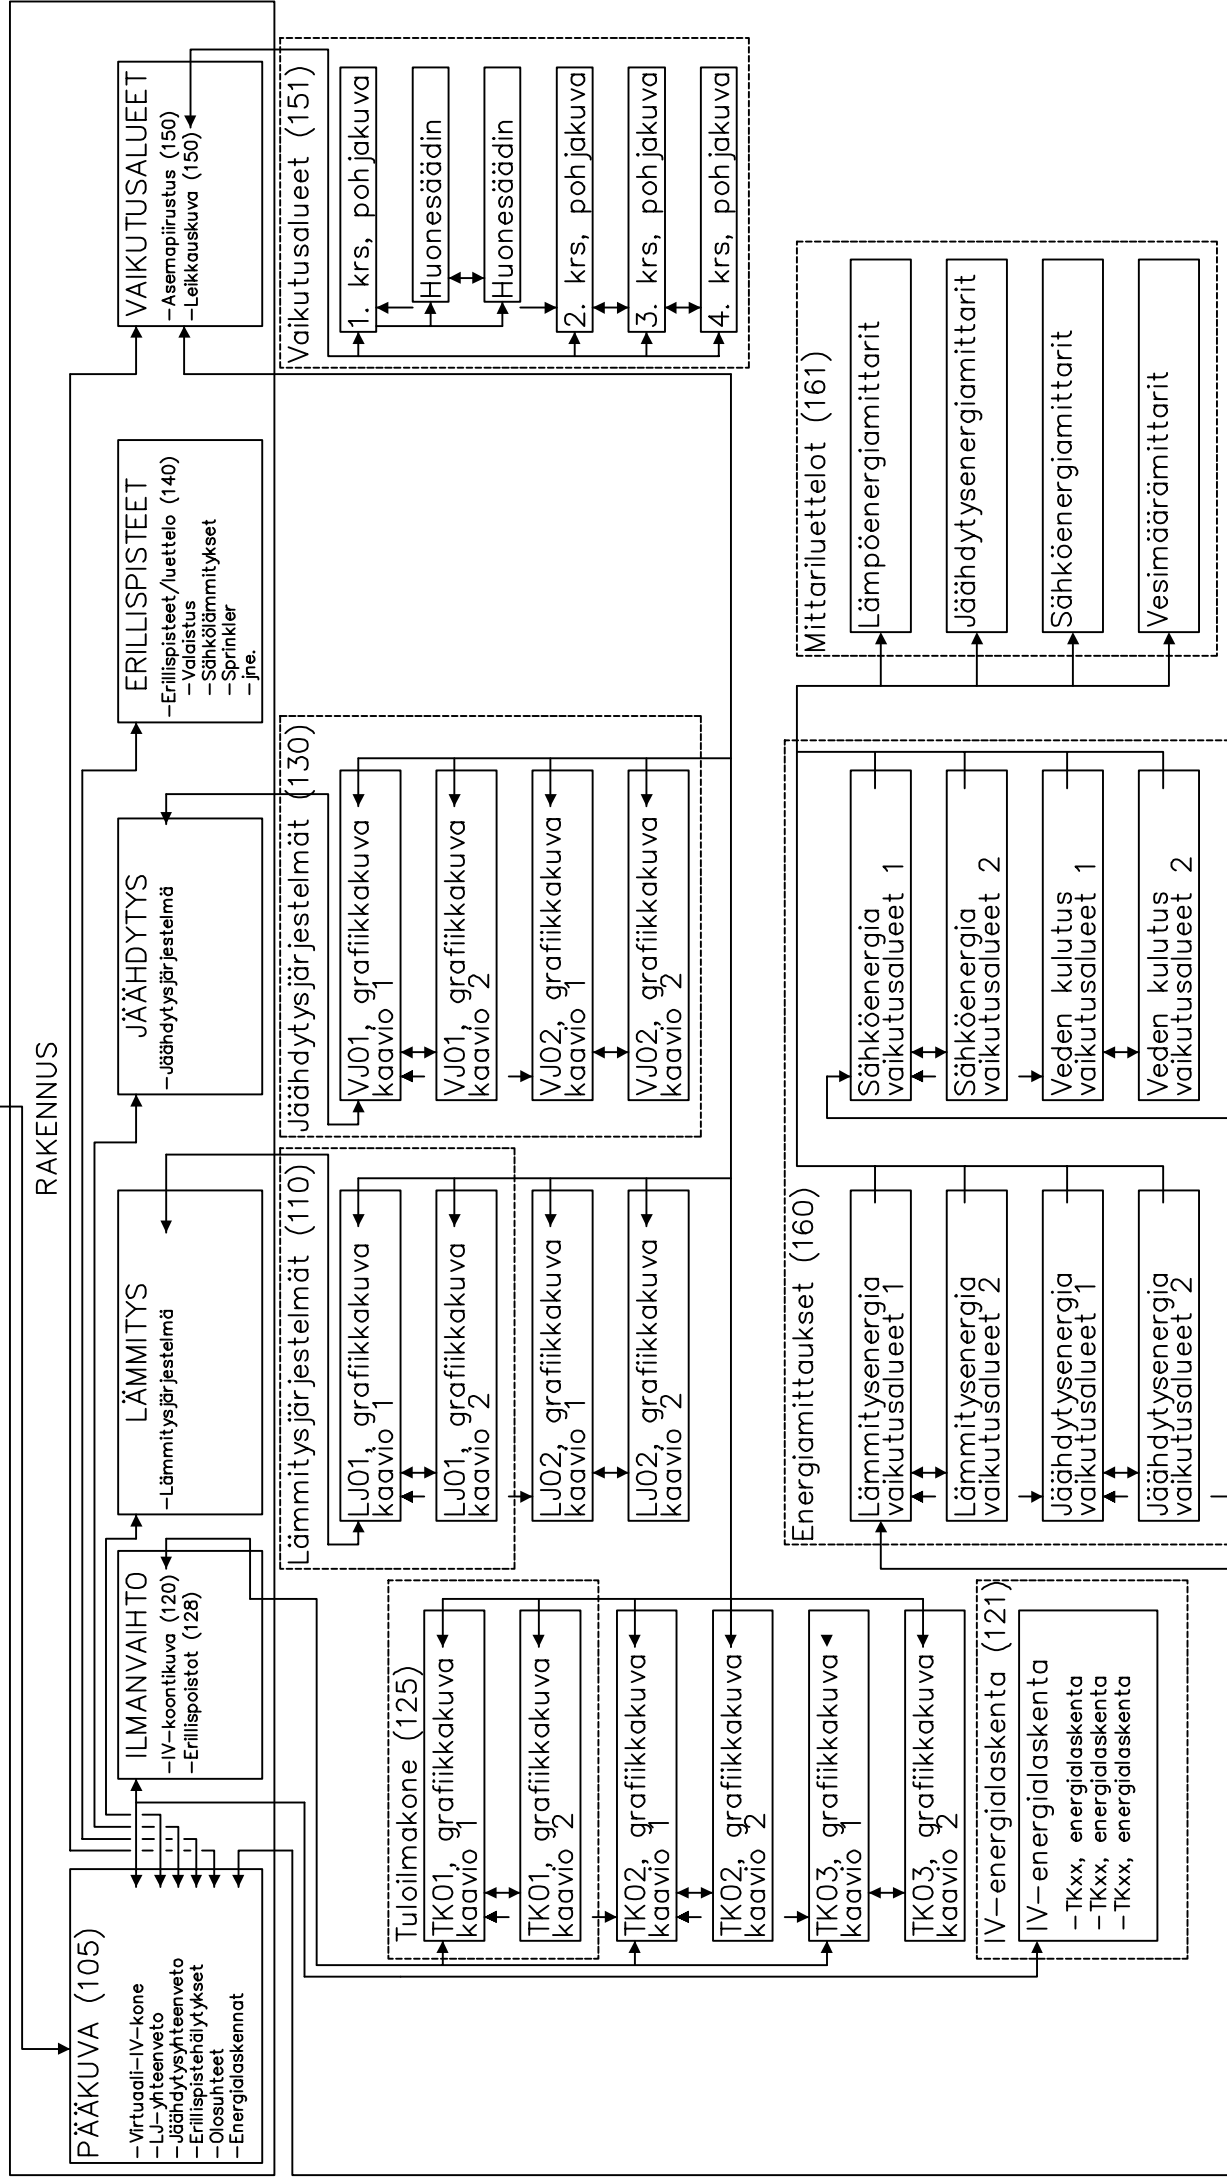 RAKENNUS
PÄÄKUVA (105)
-Virtuaali-IV-kone
-LJ-yhteenveto
-Jäähdytysyhteenveto
-Erillispistehälytykset
-Olosuhteet
-Energialaskennat
ILMANVAIHTO
-IV-koontikuva (120)
-Erillispoistot (128)
LÄMMITYS
-Lämmitysjärjestelmä
JÄÄHDYTYS
-Jäähdytysjärjestelmä
ERILLISPISTEET
-Erillispisteet/luettelo (140)
-Valaistus
-Sähkölämmitykset
-Sprinkler
-jne.
VAIKUTUSALUEET
-Asemapiirustus (150)
-Leikkauskuva (150)
Tuloilmakone (125)
TK01, grafiikkakuva
kaavio 1
TK01, grafiikkakuva
kaavio 2
TK02, grafiikkakuva
kaavio 1
TK02, grafiikkakuva
kaavio 2
TK03, grafiikkakuva
kaavio 1
TK03, grafiikkakuva
kaavio 2
IV-energialaskenta (121)
IV-energialaskenta
-TKxx, energialaskenta
-TKxx, energialaskenta
-TKxx, energialaskenta
Lämmitysjärjestelmät (110)
LJ01, grafiikkakuva
kaavio 1
LJ01, grafiikkakuva
kaavio 2
LJ02, grafiikkakuva
kaavio 1
LJ02, grafiikkakuva
kaavio 2
Jäähdytysjärjestelmät (130)
VJ01, grafiikkakuva
kaavio 1
VJ01, grafiikkakuva
kaavio 2
VJ02, grafiikkakuva
kaavio 1
VJ02, grafiikkakuva
kaavio 2
Vaikutusalueet (151)
1. krs, pohjakuva
Huonesäädin
Huonesäädin
2. krs, pohjakuva
3. krs, pohjakuva
4. krs, pohjakuva
Energiamittaukset (160)
Lämmitysenergia
vaikutusalueet 1
Lämmitysenergia
vaikutusalueet 2
Jäähdytysenergia
vaikutusalueet 1
Jäähdytysenergia
vaikutusalueet 2
Sähköenergia
vaikutusalueet 1
Sähköenergia
vaikutusalueet 2
Veden kulutus
vaikutusalueet 1
Veden kulutus
vaikutusalueet 2
Mittariluettelot (161)
Lämpöenergiamittarit
Jäähdytysenergiamittarit
Sähköenergiamittarit
Vesimäärämittarit